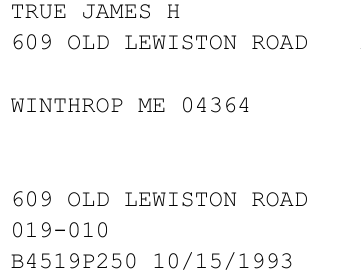 TRUE JAMES H
609 OLD LEWISTON ROAD
WINTHROP ME 04364
609 OLD LEWISTON ROAD
019-010
B4519P250 10/15/1993